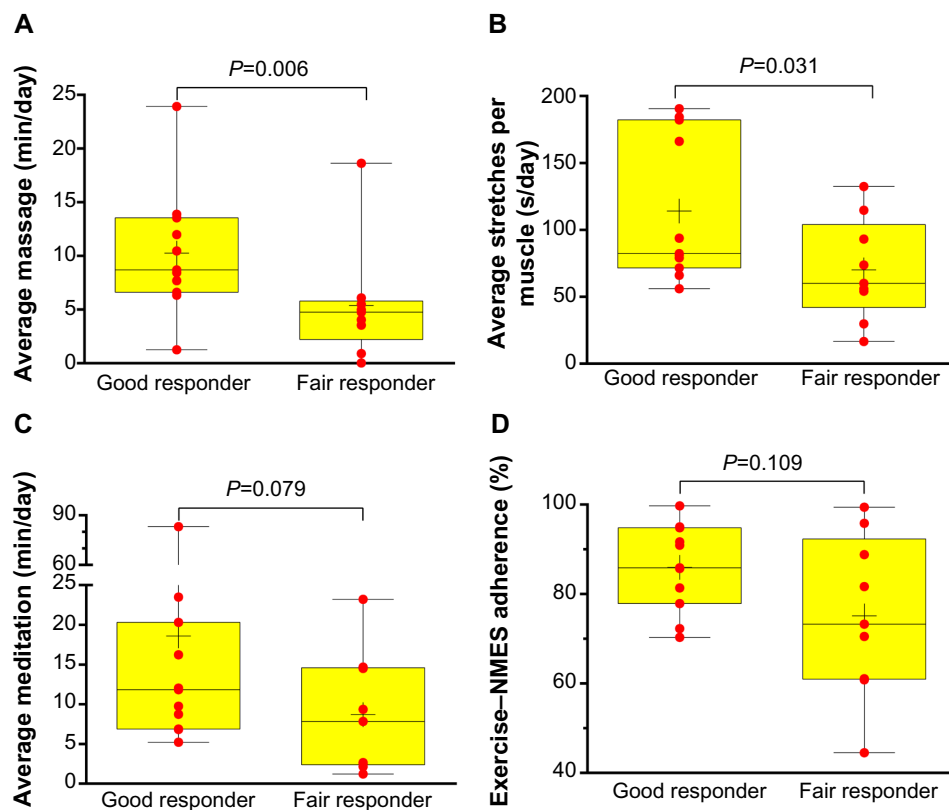 A
P=0.006
Average massage (min/day)
25
20
15
10
5
0
Good responder
Fair responder
B
P=0.031
Average stretches per
muscle (s/day)
200
150
100
50
0
Good responder
Fair responder
C
P=0.079
Average meditation (min/day)
90
60
25
20
15
10
5
0
Good responder
Fair responder
D
P=0.109
Exercise–NMES adherence (%)
100
80
60
40
Good responder
Fair responder